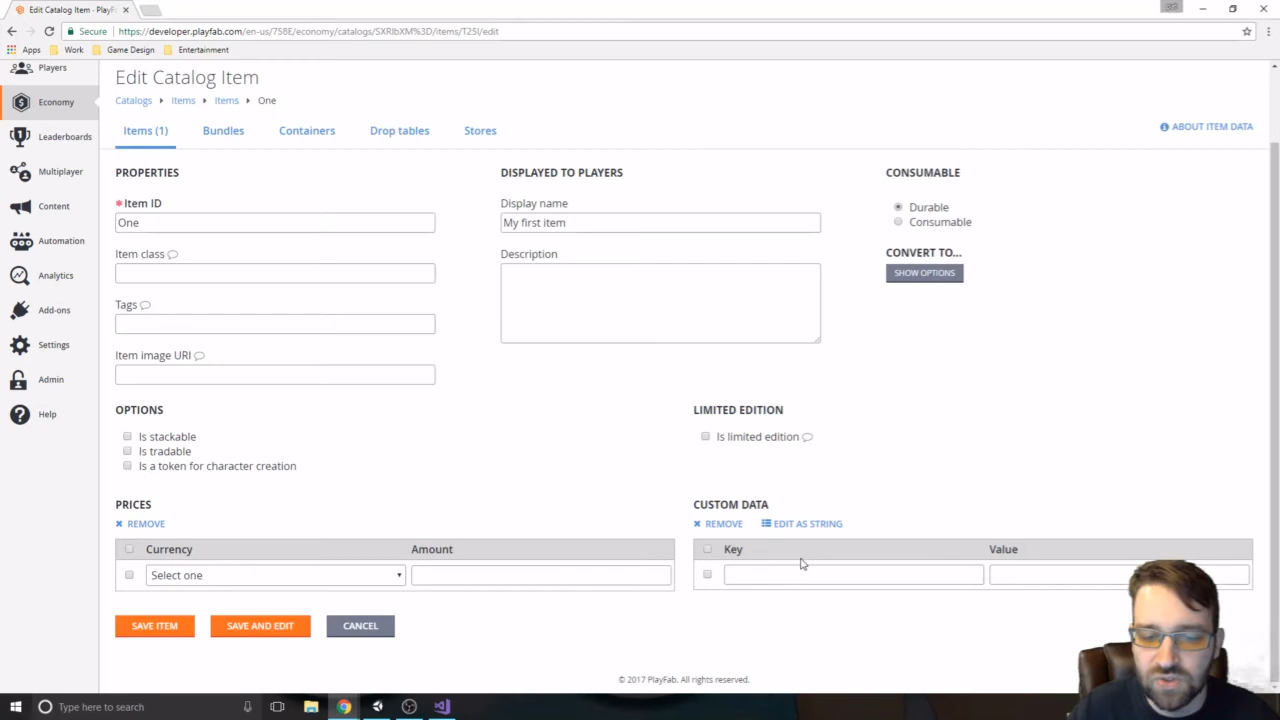 Edit Catalog Item - PlayFab
Secure https://developer.playfab.com/en-us/758E/economy/catalogs/SXRlbXM%3D/items/T25l/edit
Apps Work Game Design Entertainment
Players
Economy
Leaderboards
Multiplayer
Content
Automation
Analytics
Add-ons
Settings
Admin
Help
Edit Catalog Item
Catalogs Items Items One
Items (1) Bundles Containers Drop tables Stores
ABOUT ITEM DATA
PROPERTIES
* Item ID
One
Item class
Tags
Item image URI
DISPLAYED TO PLAYERS
Display name
My first item
Description
CONSUMABLE
Durable
Consumable
CONVERT TO...
SHOW OPTIONS
OPTIONS
Is stackable
Is tradable
Is a token for character creation
LIMITED EDITION
Is limited edition
PRICES
REMOVE
Currency Amount
Select one
CUSTOM DATA
REMOVE EDIT AS STRING
Key Value
SAVE ITEM SAVE AND EDIT CANCEL
© 2017 PlayFab. All rights reserved.
Type here to search